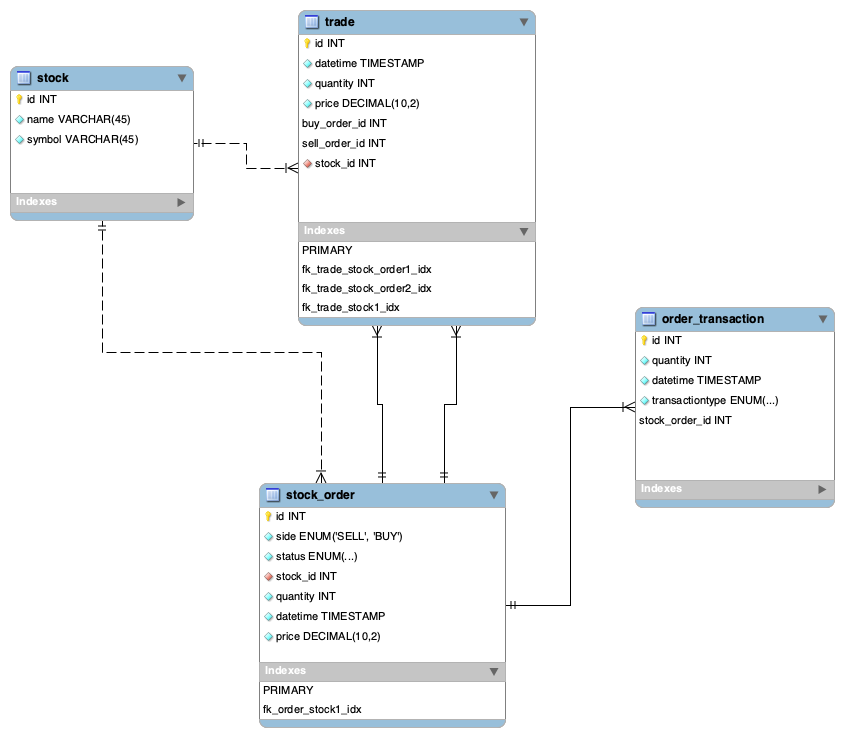 trade
id INT
datetime TIMESTAMP
quantity INT
price DECIMAL(10,2)
buy_order_id INT
sell_order_id INT
stock_id INT
Indexes
PRIMARY
fk_trade_stock_order1_idx
fk_trade_stock_order2_idx
fk_trade_stock1_idx
stock
id INT
name VARCHAR(45)
symbol VARCHAR(45)
Indexes
order_transaction
id INT
quantity INT
datetime TIMESTAMP
transactiontype ENUM(...)
stock_order_id INT
Indexes
stock_order
id INT
side ENUM('SELL', 'BUY')
status ENUM(...)
stock_id INT
quantity INT
datetime TIMESTAMP
price DECIMAL(10,2)
Indexes
PRIMARY
fk_order_stock1_idx